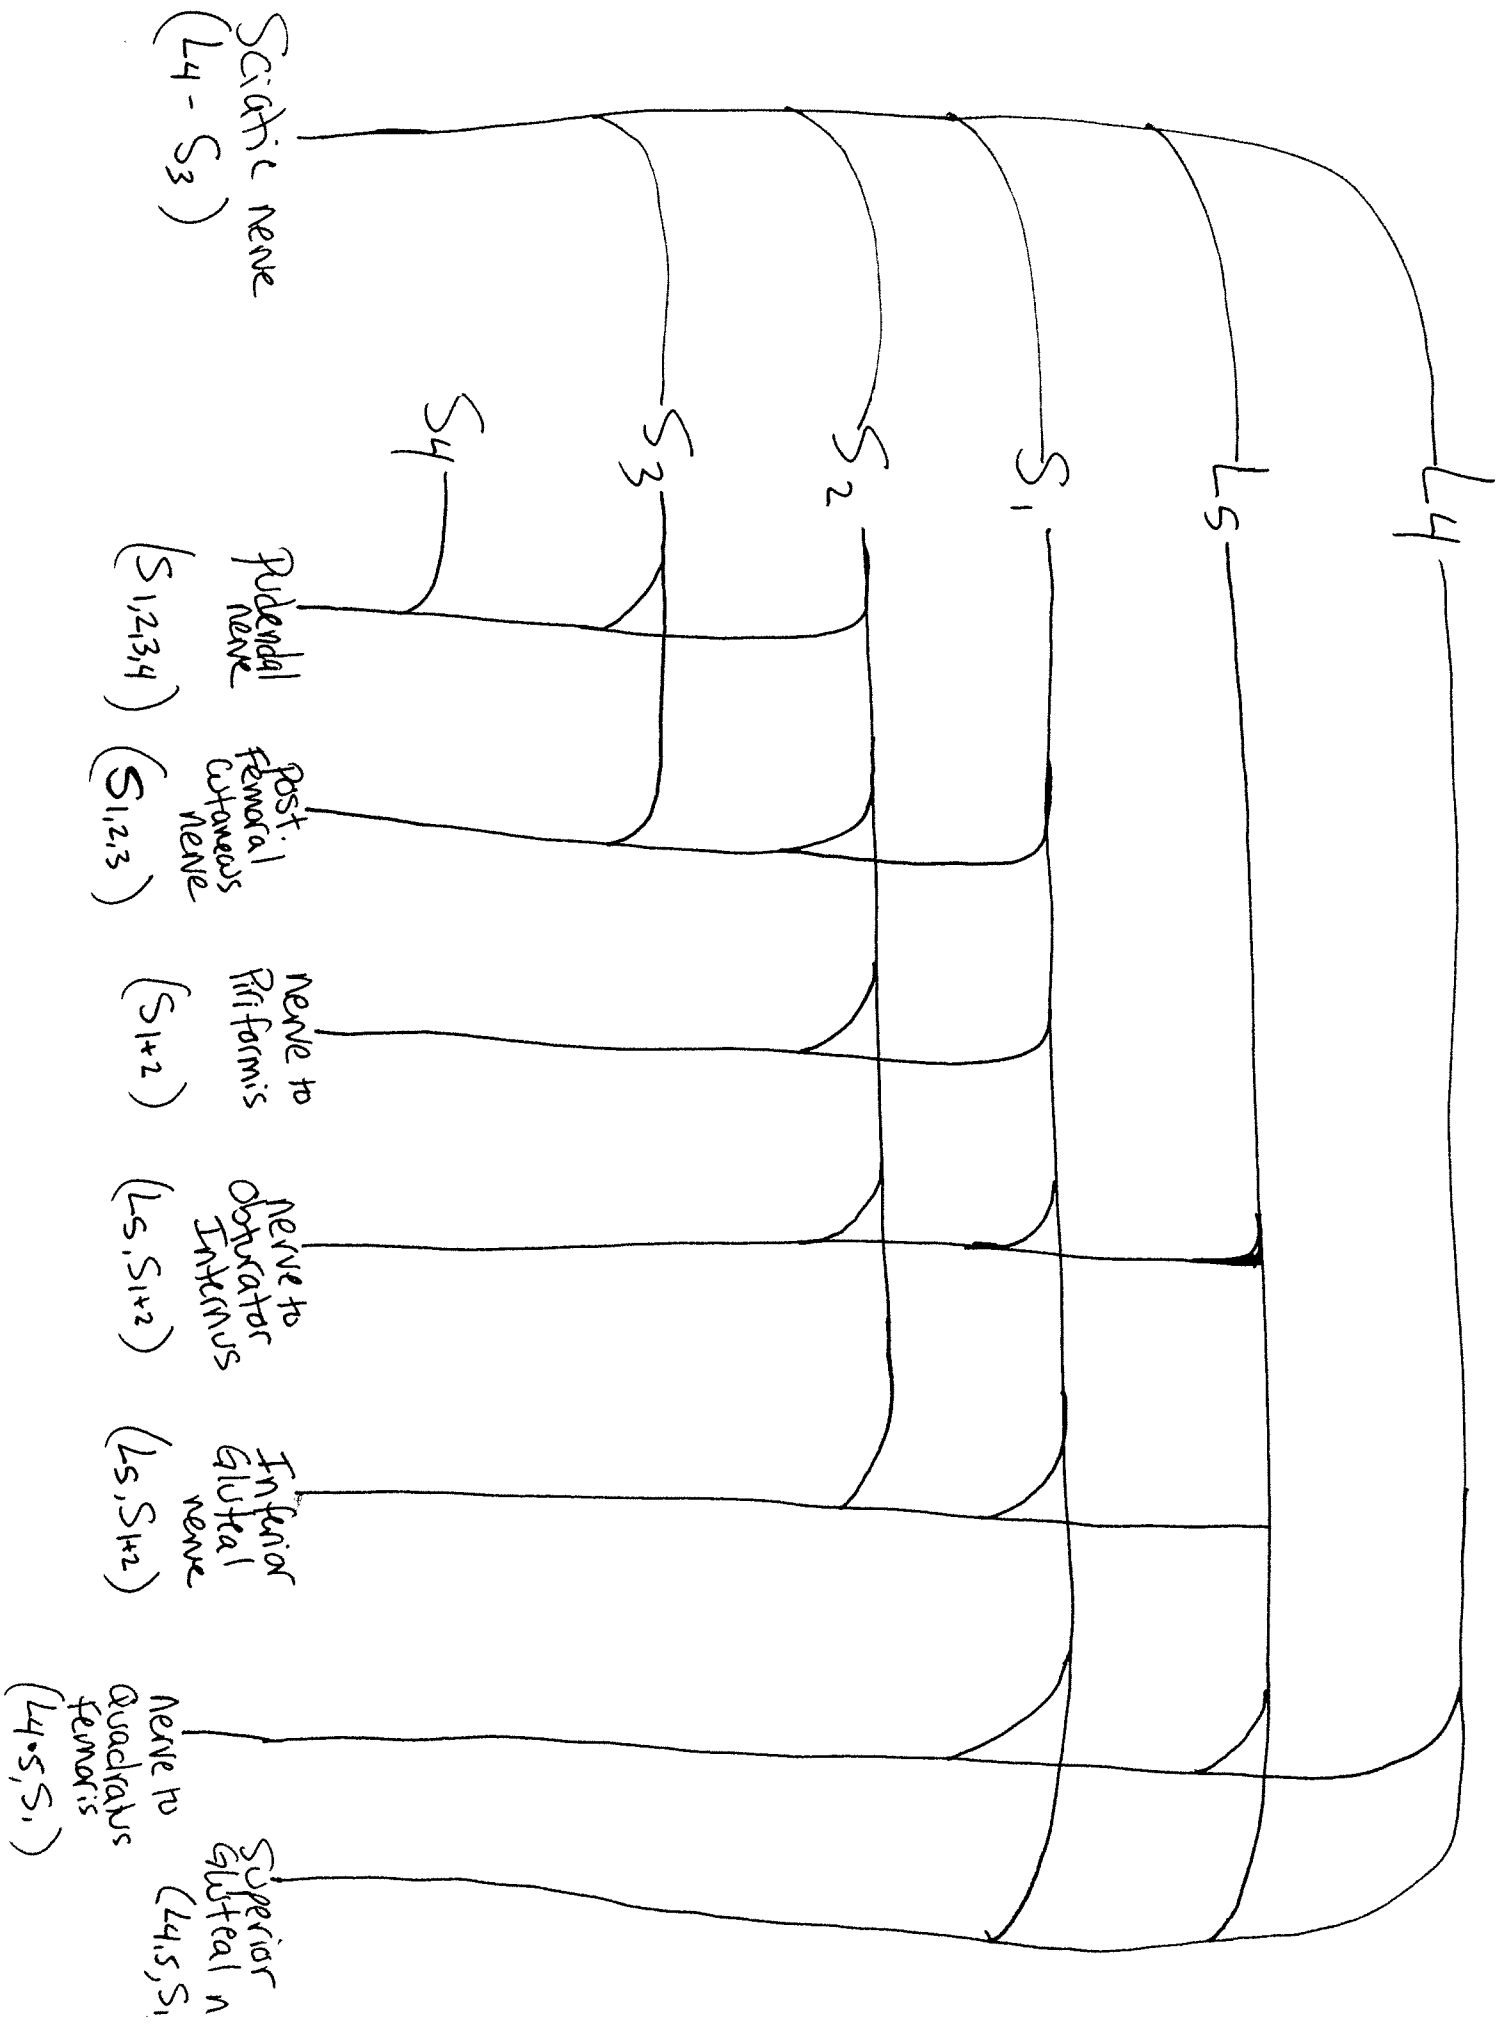 L4
L5
S1
S2
S3
S4
Sciatic nerve
(L4 - S3)
Pudendal
nerve
(S1,2,3,4)
Post.
Femoral
Cutaneous
nerve
(S1,2,3)
nerve to
Piriformis
(S1+2)
nerve to
Obturator
Internus
(L5,S1+2)
Inferior
Gluteal
nerve
(L5,S1+2)
nerve to
Quadratus
femoris
(L4•5,S1)
Superior
Gluteal n
(L4,5,S1